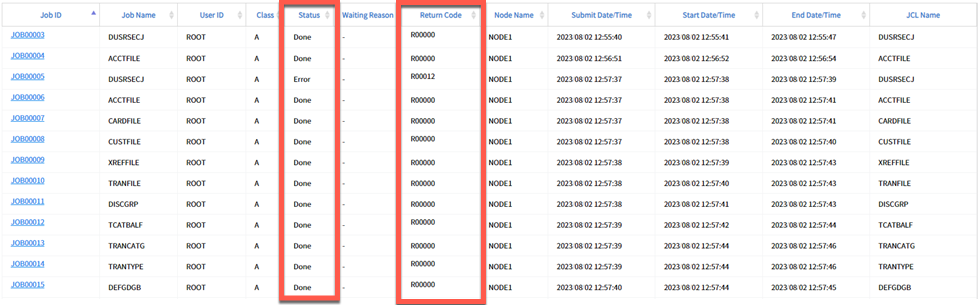 Job ID Job Name User ID Class Status Waiting Reason Return Code Node Name Submit Date/Time Start Date/Time End Date/Time JCL Name
JOB00003 DUSRSECJ ROOT A Done - R00000 NODE1 2023 08 02 12:55:40 2023 08 02 12:55:41 2023 08 02 12:55:47 DUSRSECJ
JOB00004 ACCTFILE ROOT A Done - R00000 NODE1 2023 08 02 12:56:51 2023 08 02 12:56:52 2023 08 02 12:56:54 ACCTFILE
JOB00005 DUSRSECJ ROOT A Error - R00012 NODE1 2023 08 02 12:57:37 2023 08 02 12:57:38 2023 08 02 12:57:39 DUSRSECJ
JOB00006 ACCTFILE ROOT A Done - R00000 NODE1 2023 08 02 12:57:37 2023 08 02 12:57:38 2023 08 02 12:57:41 ACCTFILE
JOB00007 CARDFILE ROOT A Done - R00000 NODE1 2023 08 02 12:57:37 2023 08 02 12:57:38 2023 08 02 12:57:41 CARDFILE
JOB00008 CUSTFILE ROOT A Done - R00000 NODE1 2023 08 02 12:57:37 2023 08 02 12:57:38 2023 08 02 12:57:40 CUSTFILE
JOB00009 XREFFILE ROOT A Done - R00000 NODE1 2023 08 02 12:57:38 2023 08 02 12:57:39 2023 08 02 12:57:43 XREFFILE
JOB00010 TRANFILE ROOT A Done - R00000 NODE1 2023 08 02 12:57:38 2023 08 02 12:57:40 2023 08 02 12:57:43 TRANFILE
JOB00011 DISCGRP ROOT A Done - R00000 NODE1 2023 08 02 12:57:38 2023 08 02 12:57:41 2023 08 02 12:57:43 DISCGRP
JOB00012 TCATBALF ROOT A Done - R00000 NODE1 2023 08 02 12:57:39 2023 08 02 12:57:42 2023 08 02 12:57:44 TCATBALF
JOB00013 TRANCATG ROOT A Done - R00000 NODE1 2023 08 02 12:57:39 2023 08 02 12:57:44 2023 08 02 12:57:46 TRANCATG
JOB00014 TRANTYPE ROOT A Done - R00000 NODE1 2023 08 02 12:57:39 2023 08 02 12:57:44 2023 08 02 12:57:46 TRANTYPE
JOB00015 DEFGDGB ROOT A Done - R00000 NODE1 2023 08 02 12:57:40 2023 08 02 12:57:44 2023 08 02 12:57:45 DEFGDGB